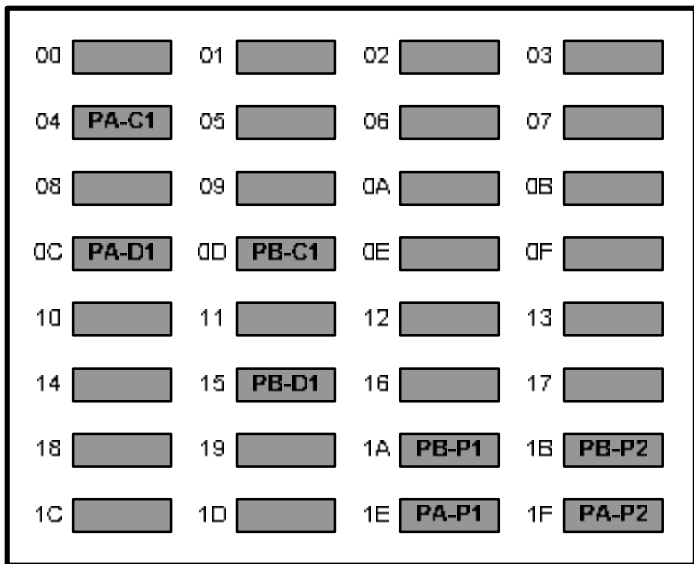 00 01 02 03
04 PA-C1 05 06 07
08 09 0A 0B
0C PA-D1 0D PB-C1 0E 0F
10 11 12 13
14 15 PB-D1 16 17
18 19 1A PB-P1 1B PB-P2
1C 1D 1E PA-P1 1F PA-P2